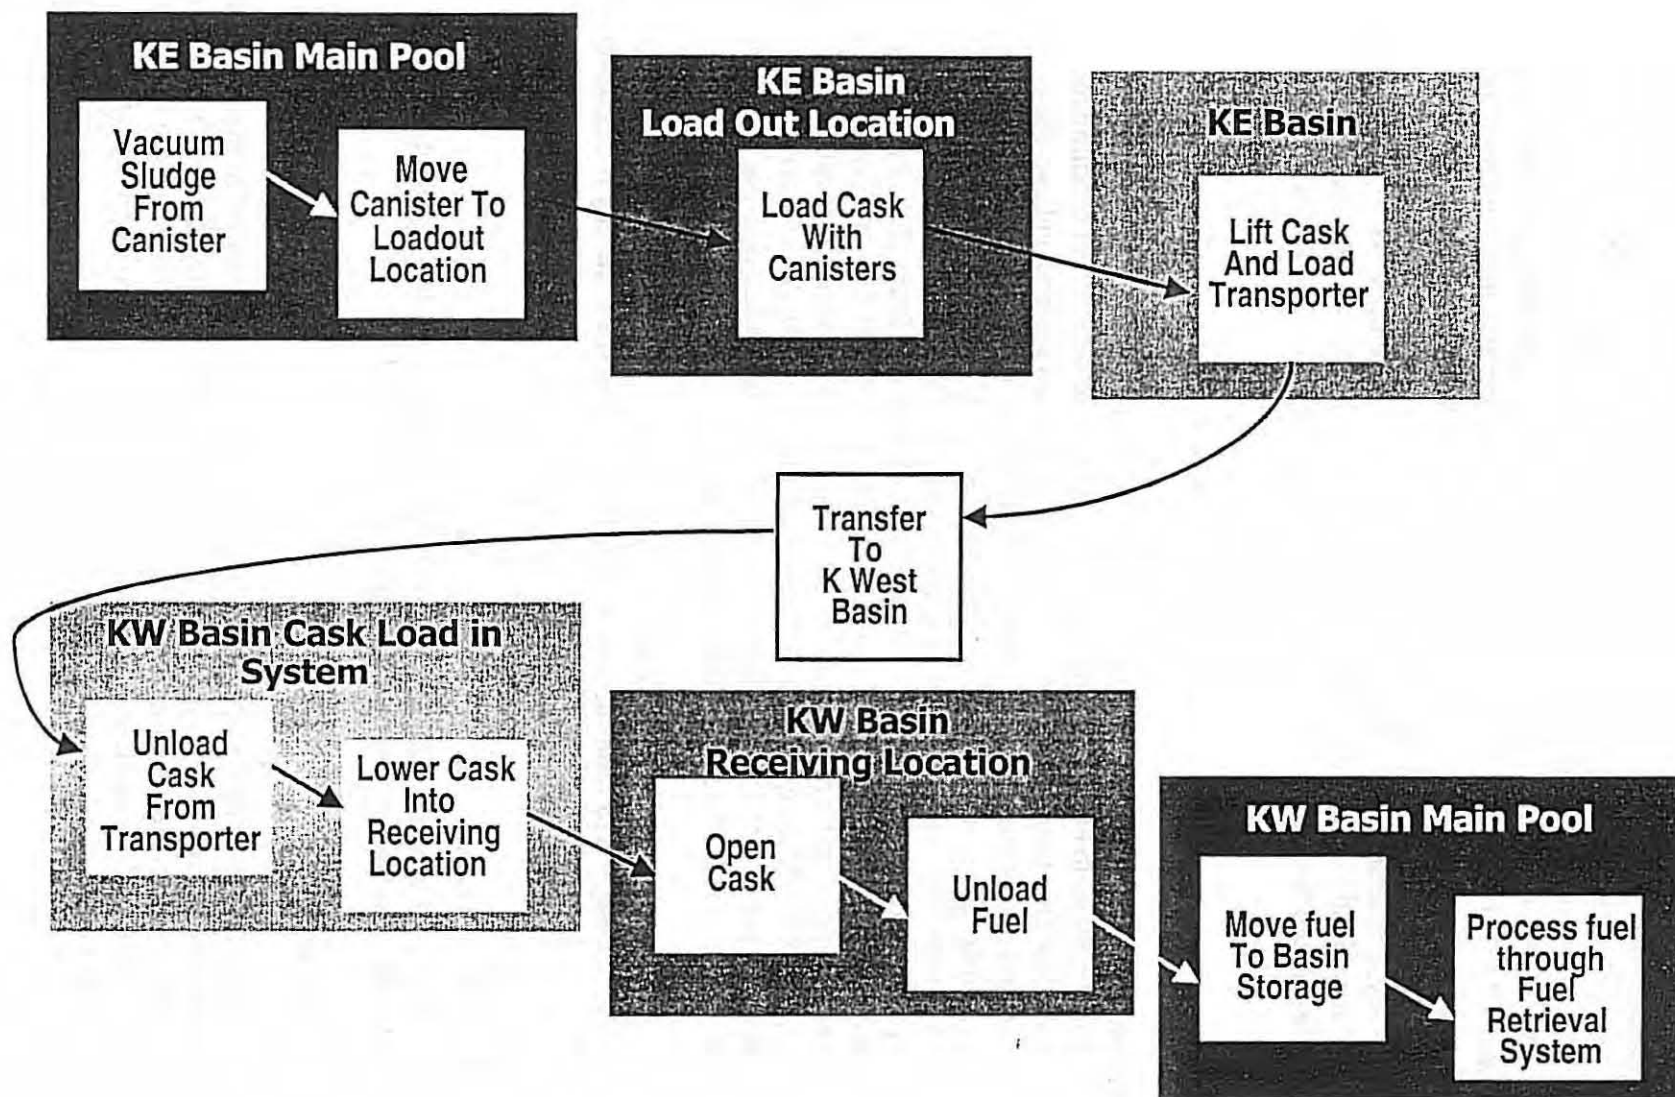 KE Basin Main Pool
Vacuum
Sludge
From
Canister
Move
Canister To
Loadout
Location
KE Basin
Load Out Location
Load Cask
With
Canisters
KE Basin
Lift Cask
And Load
Transporter
Transfer
To
K West
Basin
KW Basin Cask Load in
System
Unload
Cask
From
Transporter
Lower Cask
Into
Receiving
Location
KW Basin
Receiving Location
Open
Cask
Unload
Fuel
KW Basin Main Pool
Move fuel
To Basin
Storage
Process fuel
through
Fuel
Retrieval
System